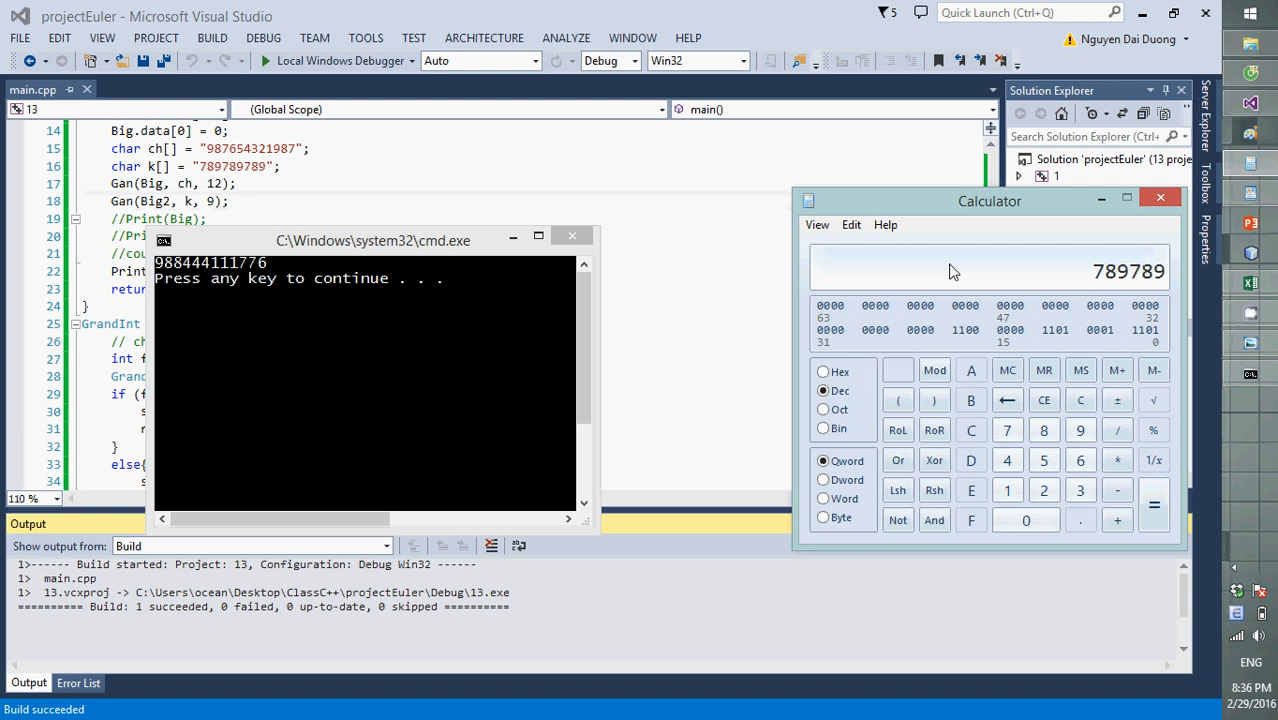 projectEuler - Microsoft Visual Studio
5
Quick Launch (Ctrl+Q)
FILE EDIT VIEW PROJECT BUILD DEBUG TEAM TOOLS TEST ARCHITECTURE ANALYZE WINDOW HELP
Nguyen Dai Duong
Local Windows Debugger Auto Debug Win32
main.cpp
13 (Global Scope) main()
14 Big.data[0] = 0;
15 char ch[] = "987654321987";
16 char k[] = "789789789";
17 Gan(Big, ch, 12);
18 Gan(Big2, k, 9);
19 //Print(Big);
20 //Pri
21 //cou
22 Print
23 retur
24 }
25 GrandInt
26 // ch
27 int f
28 Grand
29 if (f
30 s
31 r
32 }
33 else{
34 s
110 %
C:\Windows\system32\cmd.exe
988444111776
Press any key to continue . . .
Solution Explorer
Search Solution Explorer (Ctrl+
Solution 'projectEuler' (13 proje
1
Server Explorer
Toolbox
Properties
Calculator
View Edit Help
789789
0000 0000 0000 0000 0000 0000 0000 0000
63 47 32
0000 0000 0000 1100 0000 1101 0001 1101
31 15 0
Hex
Dec
Oct
Bin
Qword
Dword
Word
Byte
Mod A MC MR MS M+ M-
( ) B ← CE C ± √
RoL RoR C 7 8 9 / %
Or Xor D 4 5 6 * 1/x
Lsh Rsh E 1 2 3 - =
Not And F 0 . +
Output
Show output from: Build
1>------ Build started: Project: 13, Configuration: Debug Win32 ------
1> main.cpp
1> 13.vcxproj -> C:\Users\ocean\Desktop\ClassC++\projectEuler\Debug\13.exe
========== Build: 1 succeeded, 0 failed, 0 up-to-date, 0 skipped ==========
Output Error List
Build succeeded
ENG
8:36 PM
2/29/2016